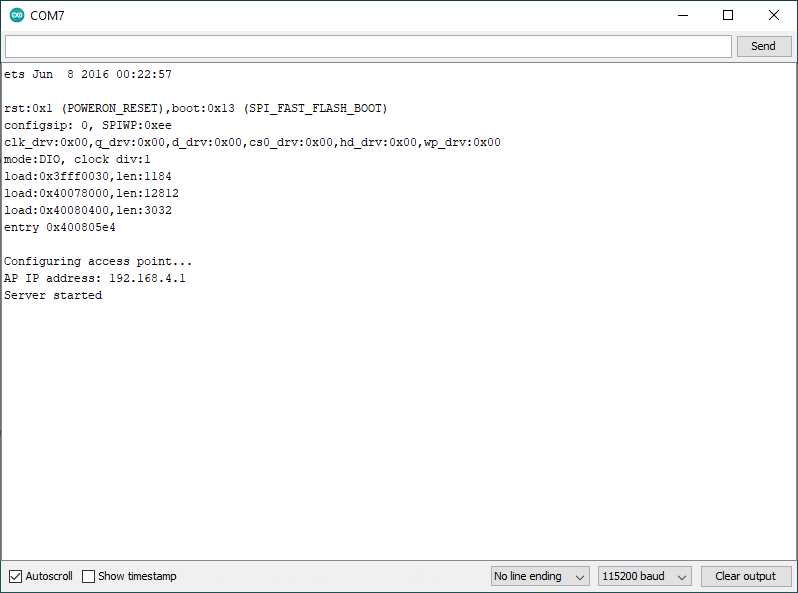 COM7
Send
ets Jun  8 2016 00:22:57
rst:0x1 (POWERON_RESET),boot:0x13 (SPI_FAST_FLASH_BOOT)
configsip: 0, SPIWP:0xee
clk_drv:0x00,q_drv:0x00,d_drv:0x00,cs0_drv:0x00,hd_drv:0x00,wp_drv:0x00
mode:DIO, clock div:1
load:0x3fff0030,len:1184
load:0x40078000,len:12812
load:0x40080400,len:3032
entry 0x400805e4
Configuring access point...
AP IP address: 192.168.4.1
Server started
Autoscroll Show timestamp No line ending 115200 baud Clear output